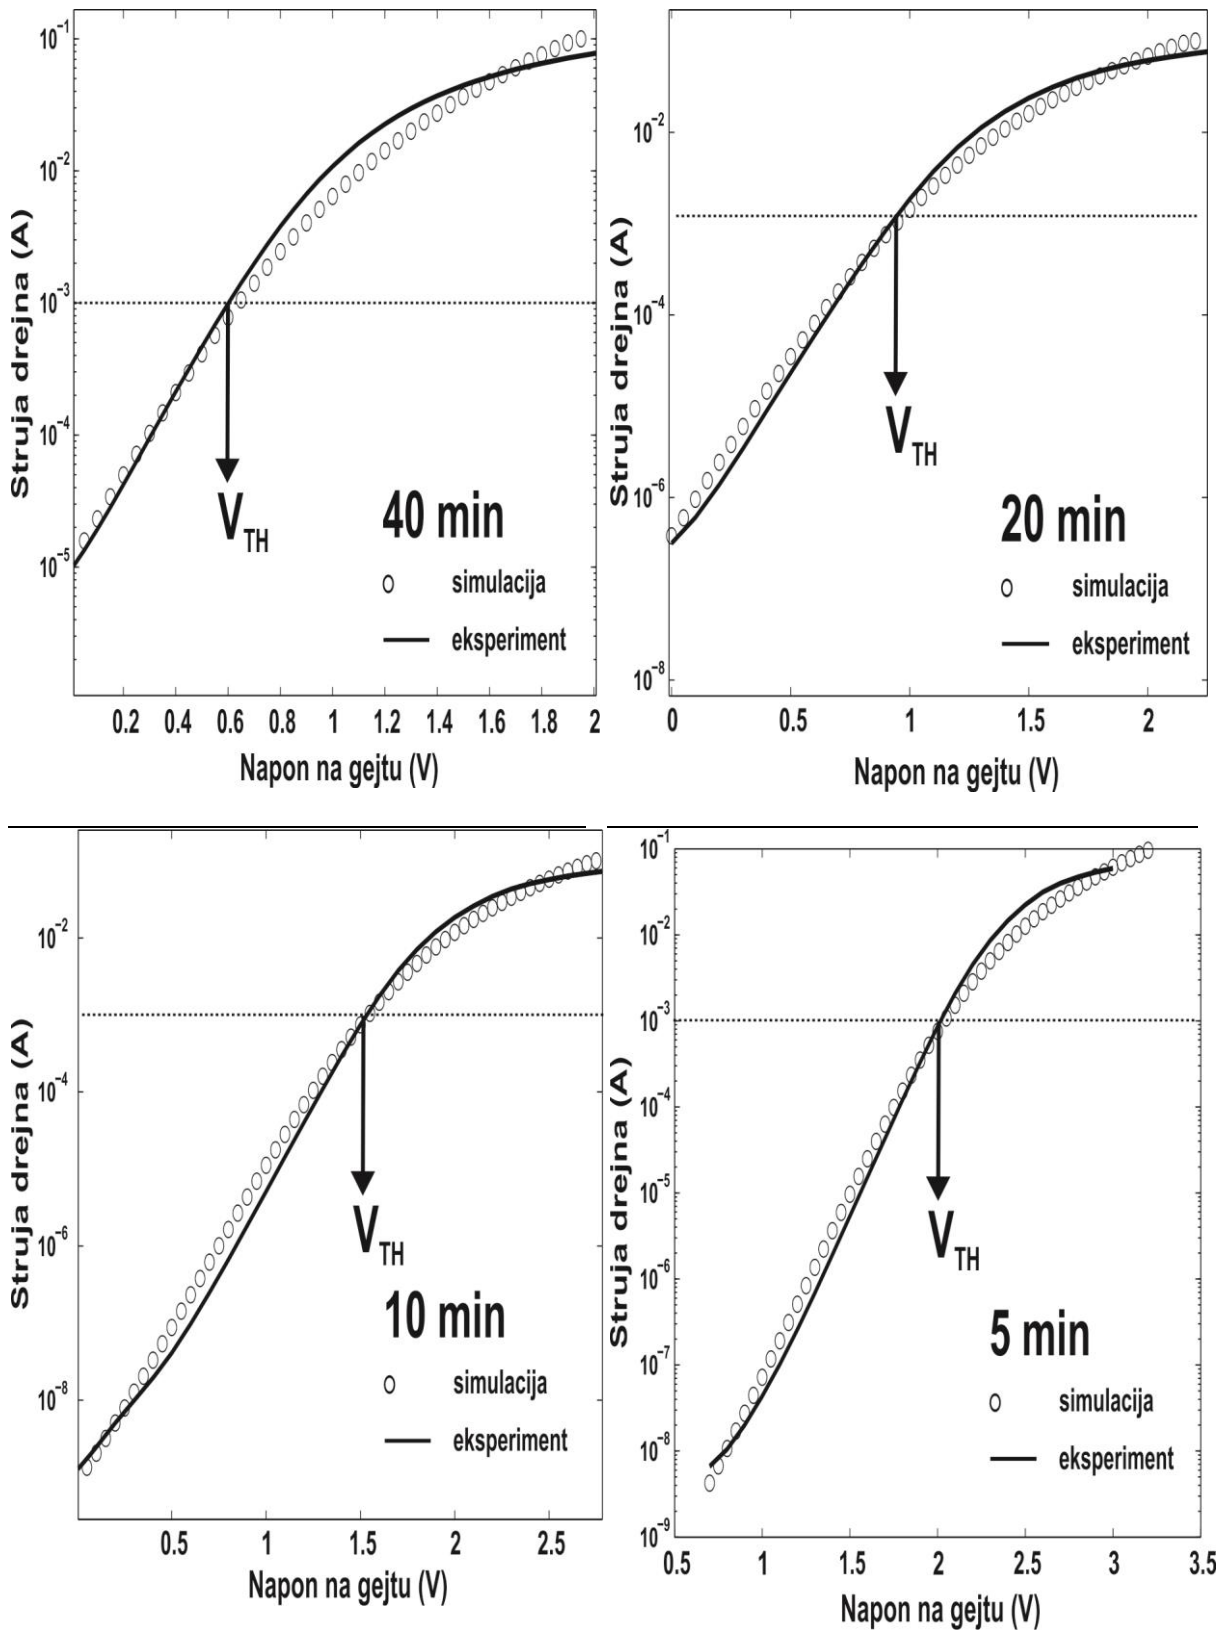 10⁻¹
10⁻²
10⁻³
10⁻⁴
10⁻⁵
Struja drejna (A)
V_TH
40 min
simulacija
eksperiment
0.2 0.4 0.6 0.8 1 1.2 1.4 1.6 1.8 2
Napon na gejtu (V)
10⁻²
10⁻⁴
10⁻⁶
10⁻⁸
Struja drejna (A)
V_TH
20 min
simulacija
eksperiment
0 0.5 1 1.5 2
Napon na gejtu (V)
10⁻²
10⁻⁴
10⁻⁶
10⁻⁸
Struja drejna (A)
V_TH
10 min
simulacija
eksperiment
0.5 1 1.5 2 2.5
Napon na gejtu (V)
10⁻¹
10⁻²
10⁻³
10⁻⁴
10⁻⁵
10⁻⁶
10⁻⁷
10⁻⁸
10⁻⁹
Struja drejna (A)
V_TH
5 min
simulacija
eksperiment
0.5 1 1.5 2 2.5 3 3.5
Napon na gejtu (V)